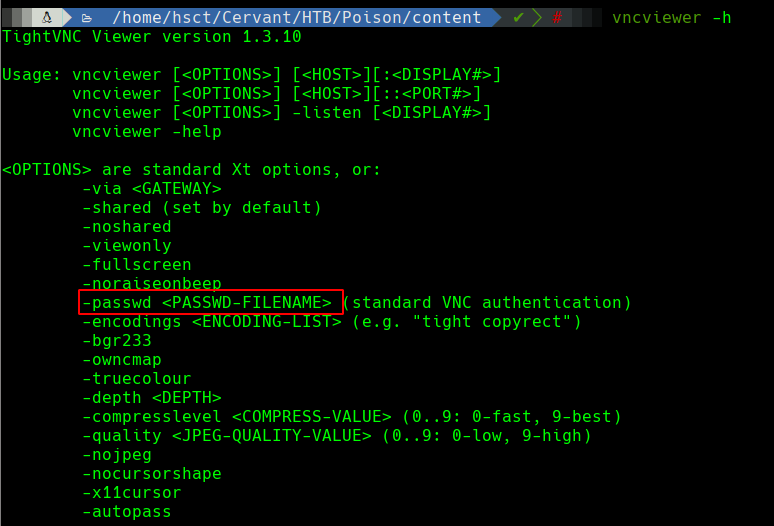 /home/hsct/Cervant/HTB/Poison/content ✔ # vncviewer -h
TightVNC Viewer version 1.3.10
Usage: vncviewer [<OPTIONS>] [<HOST>][:<DISPLAY#>]
vncviewer [<OPTIONS>] [<HOST>][::<PORT#>]
vncviewer [<OPTIONS>] -listen [<DISPLAY#>]
vncviewer -help
<OPTIONS> are standard Xt options, or:
-via <GATEWAY>
-shared (set by default)
-noshared
-viewonly
-fullscreen
-noraiseonbeep
-passwd <PASSWD-FILENAME> (standard VNC authentication)
-encodings <ENCODING-LIST> (e.g. "tight copyrect")
-bgr233
-owncmap
-truecolour
-depth <DEPTH>
-compresslevel <COMPRESS-VALUE> (0..9: 0-fast, 9-best)
-quality <JPEG-QUALITY-VALUE> (0..9: 0-low, 9-high)
-nojpeg
-nocursorshape
-x11cursor
-autopass